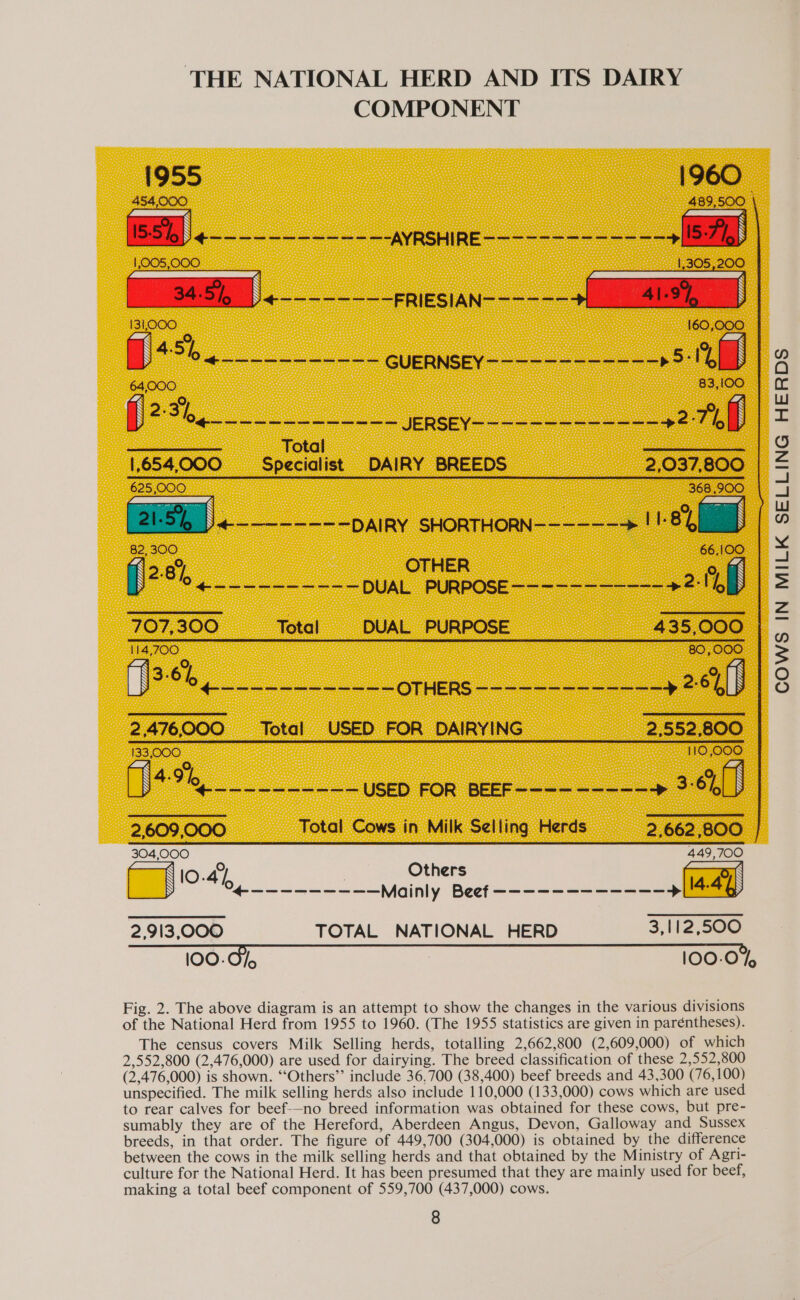 THE NATIONAL HERD AND ITS DAIRY
COMPONENT
1955 1960
454,000 489,500
15·5% AYRSHIRE 15·7%
1,005,000 1,305,200
34·5% FRIESIAN 41·9%
131,000 160,000
4·5% GUERNSEY 5·1%
64,000 83,100
2·3% JERSEY 2·7%
Total
1,654,000 Specialist DAIRY BREEDS 2,037,800
625,000 368,900
21·5% DAIRY SHORTHORN 11·8%
82,300 66,100
OTHER
2·8% DUAL PURPOSE 2·1%
707,300 Total DUAL PURPOSE 435,000
114,700 80,000
3·6% OTHERS 2·6%
2,476,000 Total USED FOR DAIRYING 2,552,800
133,000 110,000
4·9% USED FOR BEEF 3·6%
2,609,000 Total Cows in Milk Selling Herds 2,662,800
COWS IN MILK SELLING HERDS
304,000 449,700
Others
10·4% Mainly Beef 14·4%
2,913,000 TOTAL NATIONAL HERD 3,112,500
100·0% 100·0%
Fig. 2. The above diagram is an attempt to show the changes in the various divisions
of the National Herd from 1955 to 1960. (The 1955 statistics are given in parentheses).
The census covers Milk Selling herds, totalling 2,662,800 (2,609,000) of which
2,552,800 (2,476,000) are used for dairying. The breed classification of these 2,552,800
(2,476,000) is shown. “Others” include 36,700 (38,400) beef breeds and 43,300 (76,100)
unspecified. The milk selling herds also include 110,000 (133,000) cows which are used
to rear calves for beef—no breed information was obtained for these cows, but pre-
sumably they are of the Hereford, Aberdeen Angus, Devon, Galloway and Sussex
breeds, in that order. The figure of 449,700 (304,000) is obtained by the difference
between the cows in the milk selling herds and that obtained by the Ministry of Agri-
culture for the National Herd. It has been presumed that they are mainly used for beef,
making a total beef component of 559,700 (437,000) cows.
8